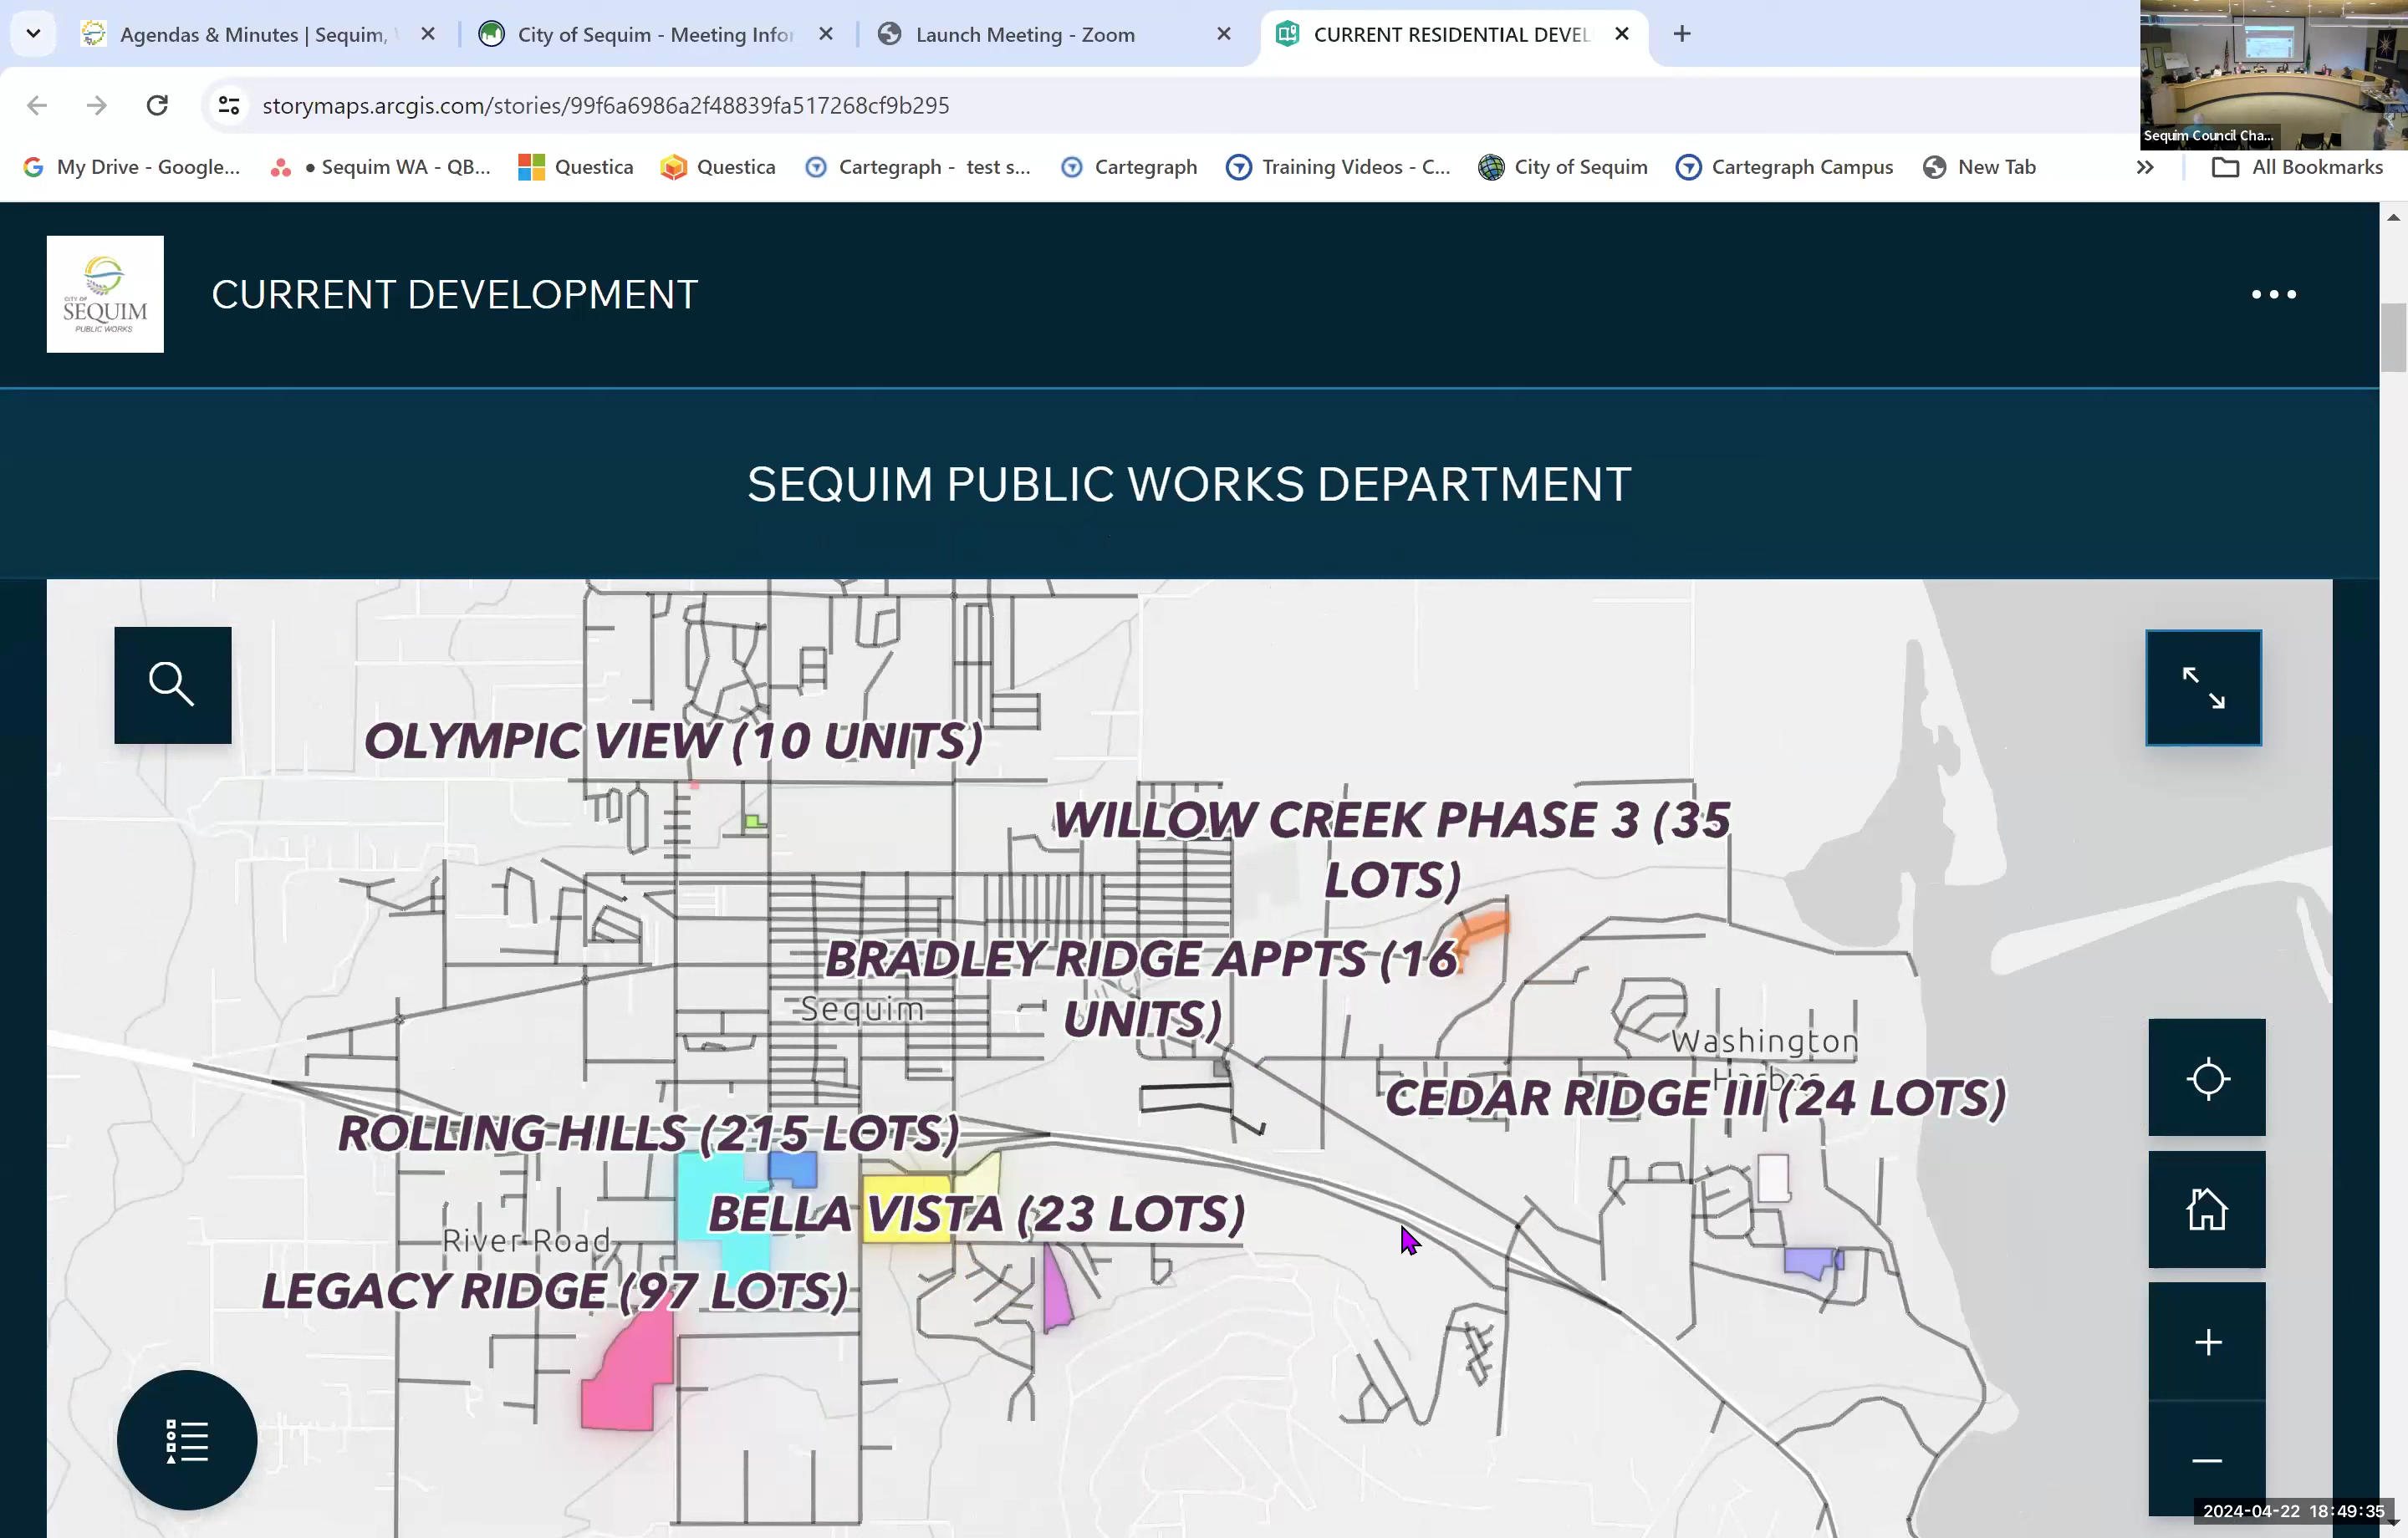 Agendas & Minutes | Sequim,
City of Sequim - Meeting Infor
Launch Meeting - Zoom
CURRENT RESIDENTIAL DEVEL
storymaps.arcgis.com/stories/99f6a6986a2f48839fa517268cf9b295
Sequim Council Cha...
My Drive - Google...
• Sequim WA - QB...
Questica
Questica
Cartegraph - test s...
Cartegraph
Training Videos - C...
City of Sequim
Cartegraph Campus
New Tab
All Bookmarks
CITY OF
SEQUIM
PUBLIC WORKS
CURRENT DEVELOPMENT
SEQUIM PUBLIC WORKS DEPARTMENT
OLYMPIC VIEW (10 UNITS)
WILLOW CREEK PHASE 3 (35
LOTS)
BRADLEY RIDGE APPTS (16
UNITS)
Sequim
Washington
Harbor
CEDAR RIDGE III (24 LOTS)
ROLLING HILLS (215 LOTS)
BELLA VISTA (23 LOTS)
River Road
LEGACY RIDGE (97 LOTS)
2024-04-22 18:49:35